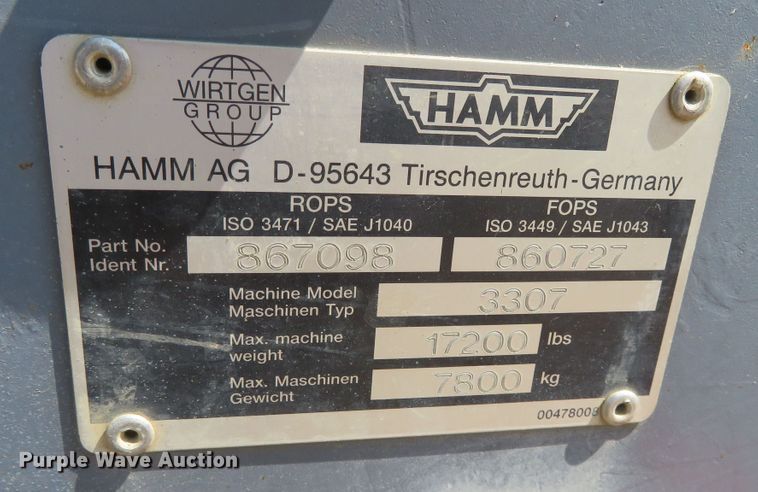 WIRTGEN
GROUP
HAMM
HAMM AG D-95643 Tirschenreuth-Germany
ROPS
ISO 3471 / SAE J1040
FOPS
ISO 3449 / SAE J1043
Part No.
Ident Nr.
867098
860727
Machine Model
Maschinen Typ
3307
Max. machine
weight
17200 lbs
Max. Maschinen
Gewicht
7800 kg
00478008
Purple Wave Auction